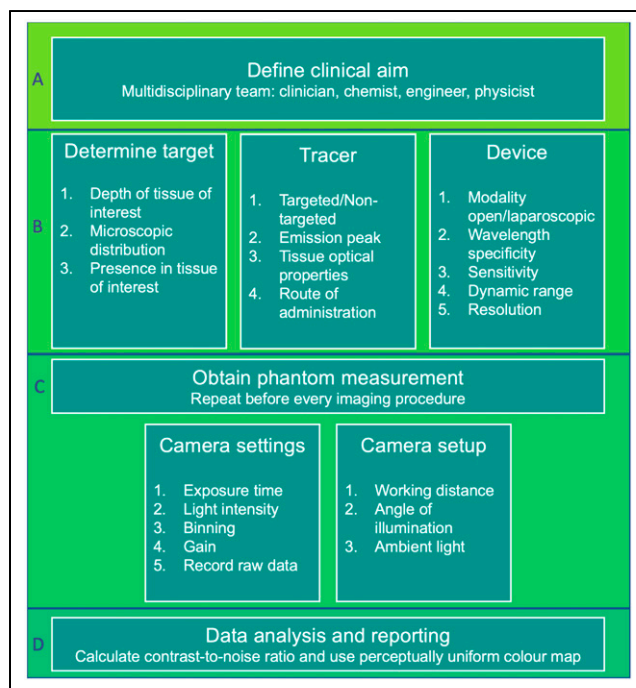 A
Define clinical aim
Multidisciplinary team: clinician, chemist, engineer, physicist
B
Determine target
1. Depth of tissue of
interest
2. Microscopic
distribution
3. Presence in tissue
of interest
Tracer
1. Targeted/Non-
targeted
2. Emission peak
3. Tissue optical
properties
4. Route of
administration
Device
1. Modality
open/laparoscopic
2. Wavelength
specificity
3. Sensitivity
4. Dynamic range
5. Resolution
C
Obtain phantom measurement
Repeat before every imaging procedure
Camera settings
1. Exposure time
2. Light intensity
3. Binning
4. Gain
5. Record raw data
Camera setup
1. Working distance
2. Angle of
illumination
3. Ambient light
D
Data analysis and reporting
Calculate contrast-to-noise ratio and use perceptually uniform colour map